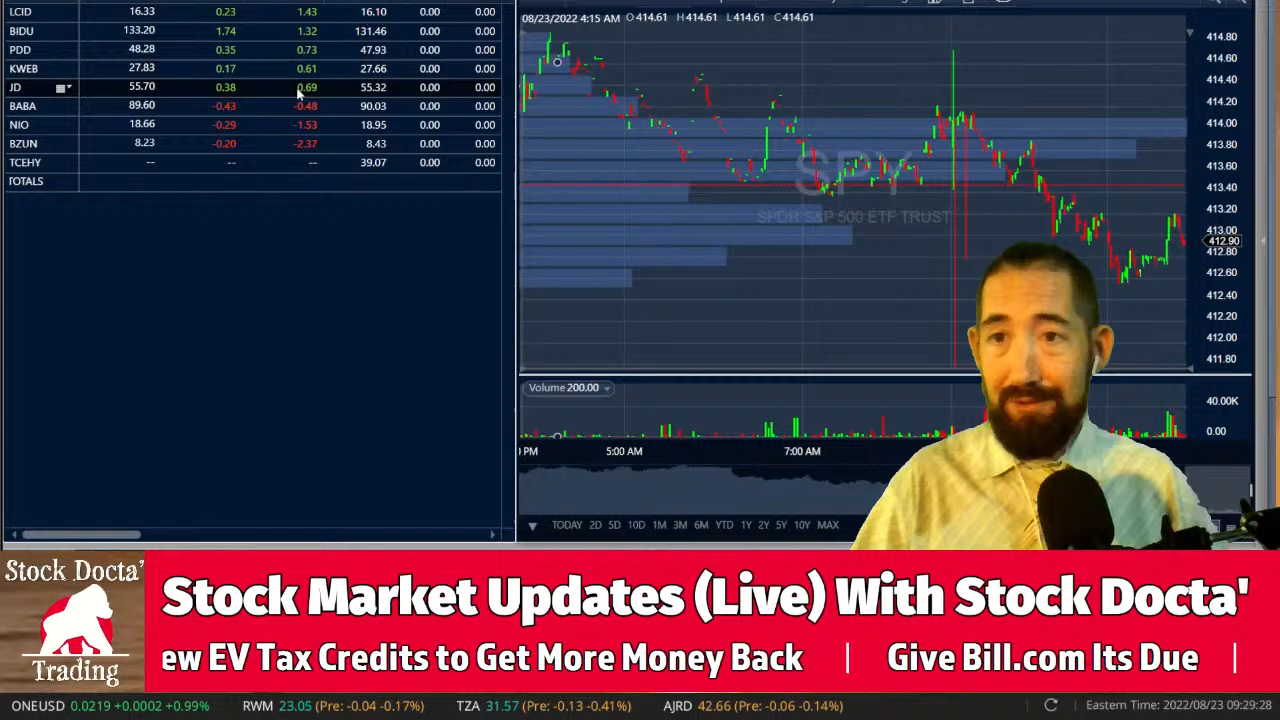 LCID 16.33 0.23 1.43 16.10 0.00 0.00
BIDU 133.20 1.74 1.32 131.46 0.00 0.00
PDD 48.28 0.35 0.73 47.93 0.00 0.00
KWEB 27.83 0.17 0.61 27.66 0.00 0.00
JD 55.70 0.38 0.69 55.32 0.00 0.00
BABA 89.60 -0.43 -0.48 90.03 0.00 0.00
NIO 18.66 -0.29 -1.53 18.95 0.00 0.00
BZUN 8.23 -0.20 -2.37 8.43 0.00 0.00
TCEHY -- -- -- 39.07 0.00 0.00
TOTALS
08/23/2022 4:15 AM O 414.61 H 414.61 L 414.61 C 414.61
414.80
414.60
414.40
414.20
414.00
413.80
413.60
413.40
413.20
413.00
412.90
412.80
412.60
412.40
412.20
412.00
411.80
SPY
SPDR S&P 500 ETF TRUST
Volume 200.00
40.00K
0.00
PM 5:00 AM 7:00 AM
TODAY 2D 5D 10D 1M 3M 6M YTD 1Y 2Y 5Y 10Y MAX
Stock Docta'
Trading
Stock Market Updates (Live) With Stock Docta'
ew EV Tax Credits to Get More Money Back | Give Bill.com Its Due |
ONEUSD 0.0219 +0.0002 +0.99% RWM 23.05 (Pre: -0.04 -0.17%) TZA 31.57 (Pre: -0.13 -0.41%) AJRD 42.66 (Pre: -0.06 -0.14%) Eastern Time: 2022/08/23 09:29:28